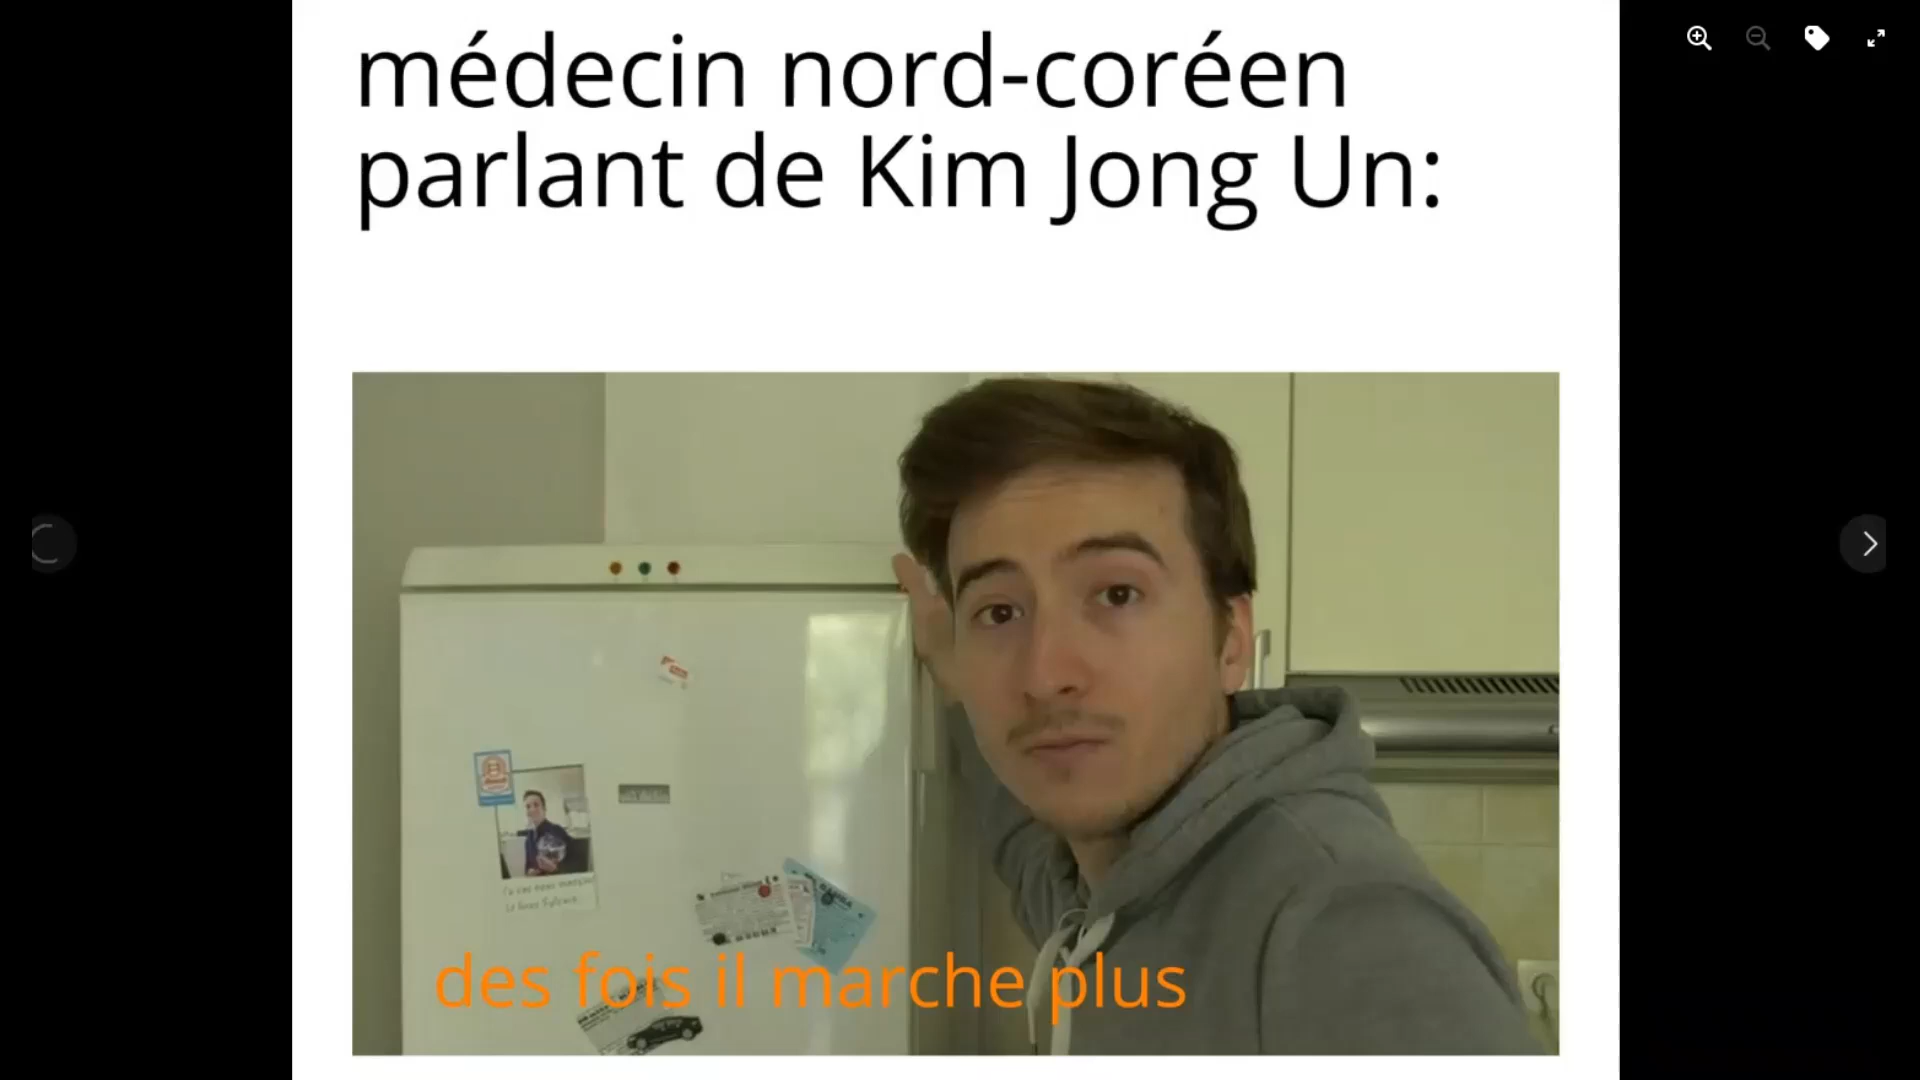 médecin nord-coréen
parlant de Kim Jong Un:
des fois il marche plus